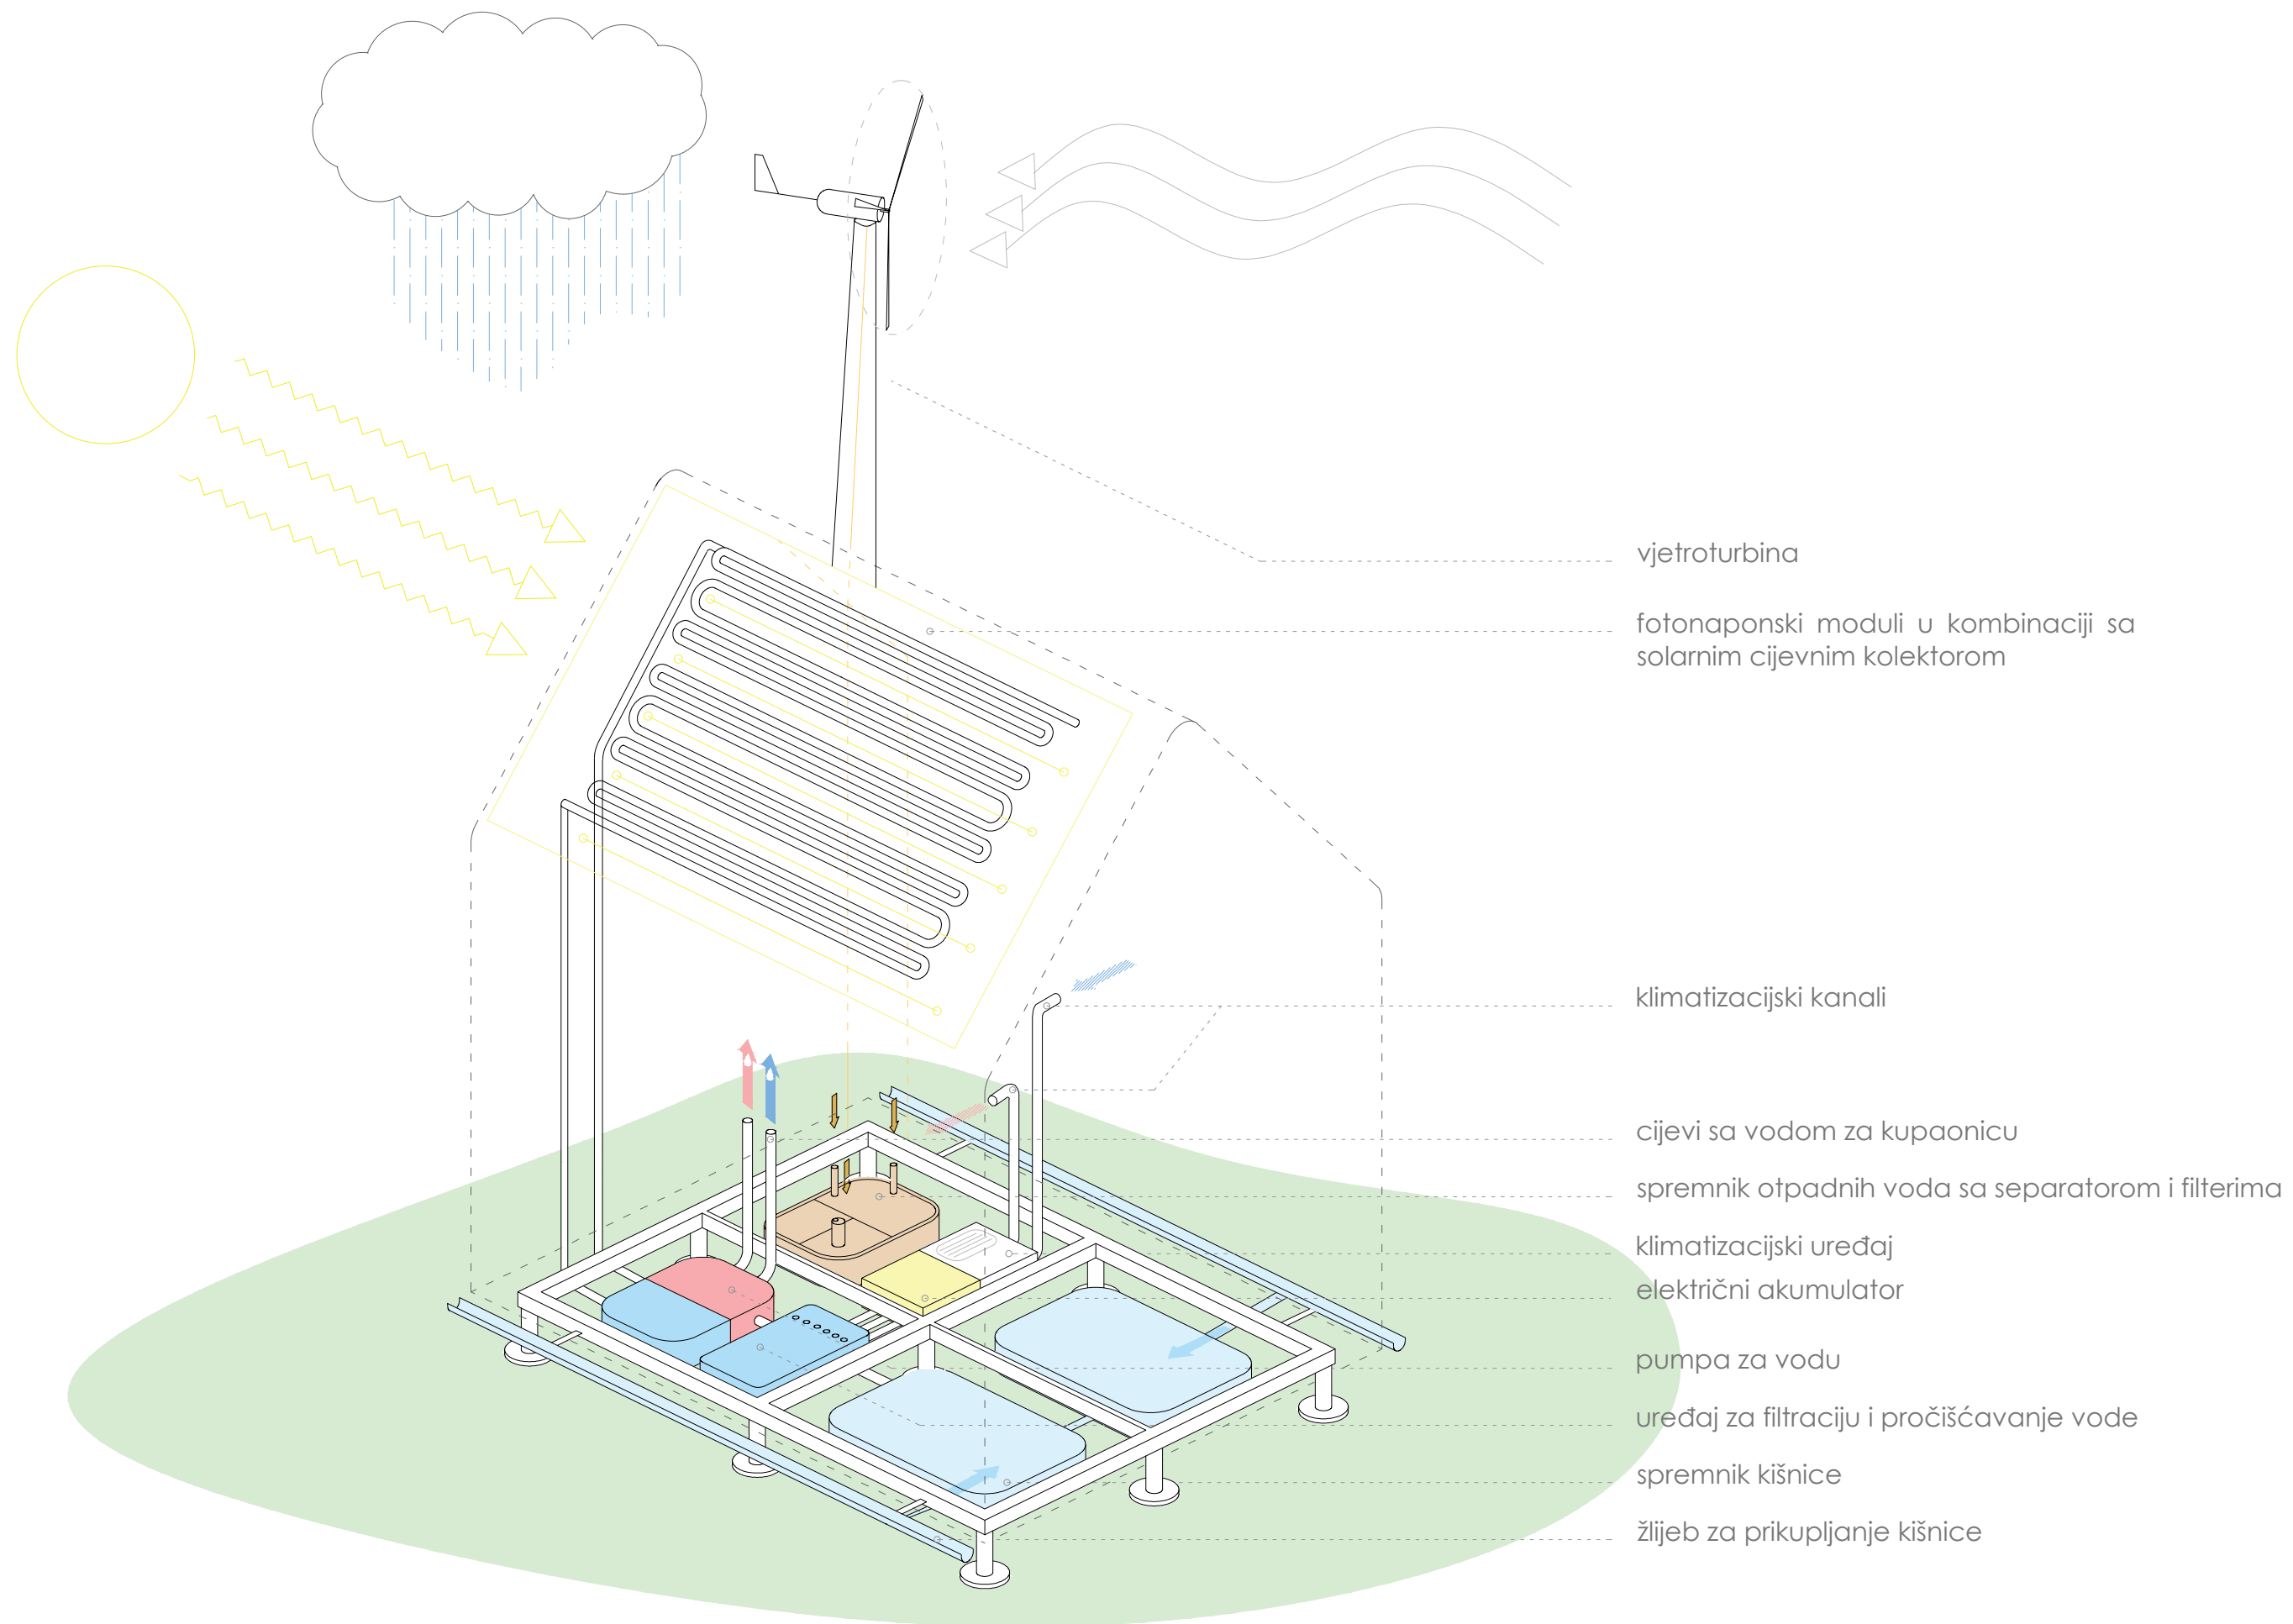 vjetroturbina
fotonaponski moduli u kombinaciji sa
solarnim cijevnim kolektorom
klimatizacijski kanali
cijevi sa vodom za kupaonicu
spremnik otpadnih voda sa separatorom i filterima
klimatizacijski uređaj
električni akumulator
pumpa za vodu
uređaj za filtraciju i pročišćavanje vode
spremnik kišnice
žlijeb za prikupljanje kišnice